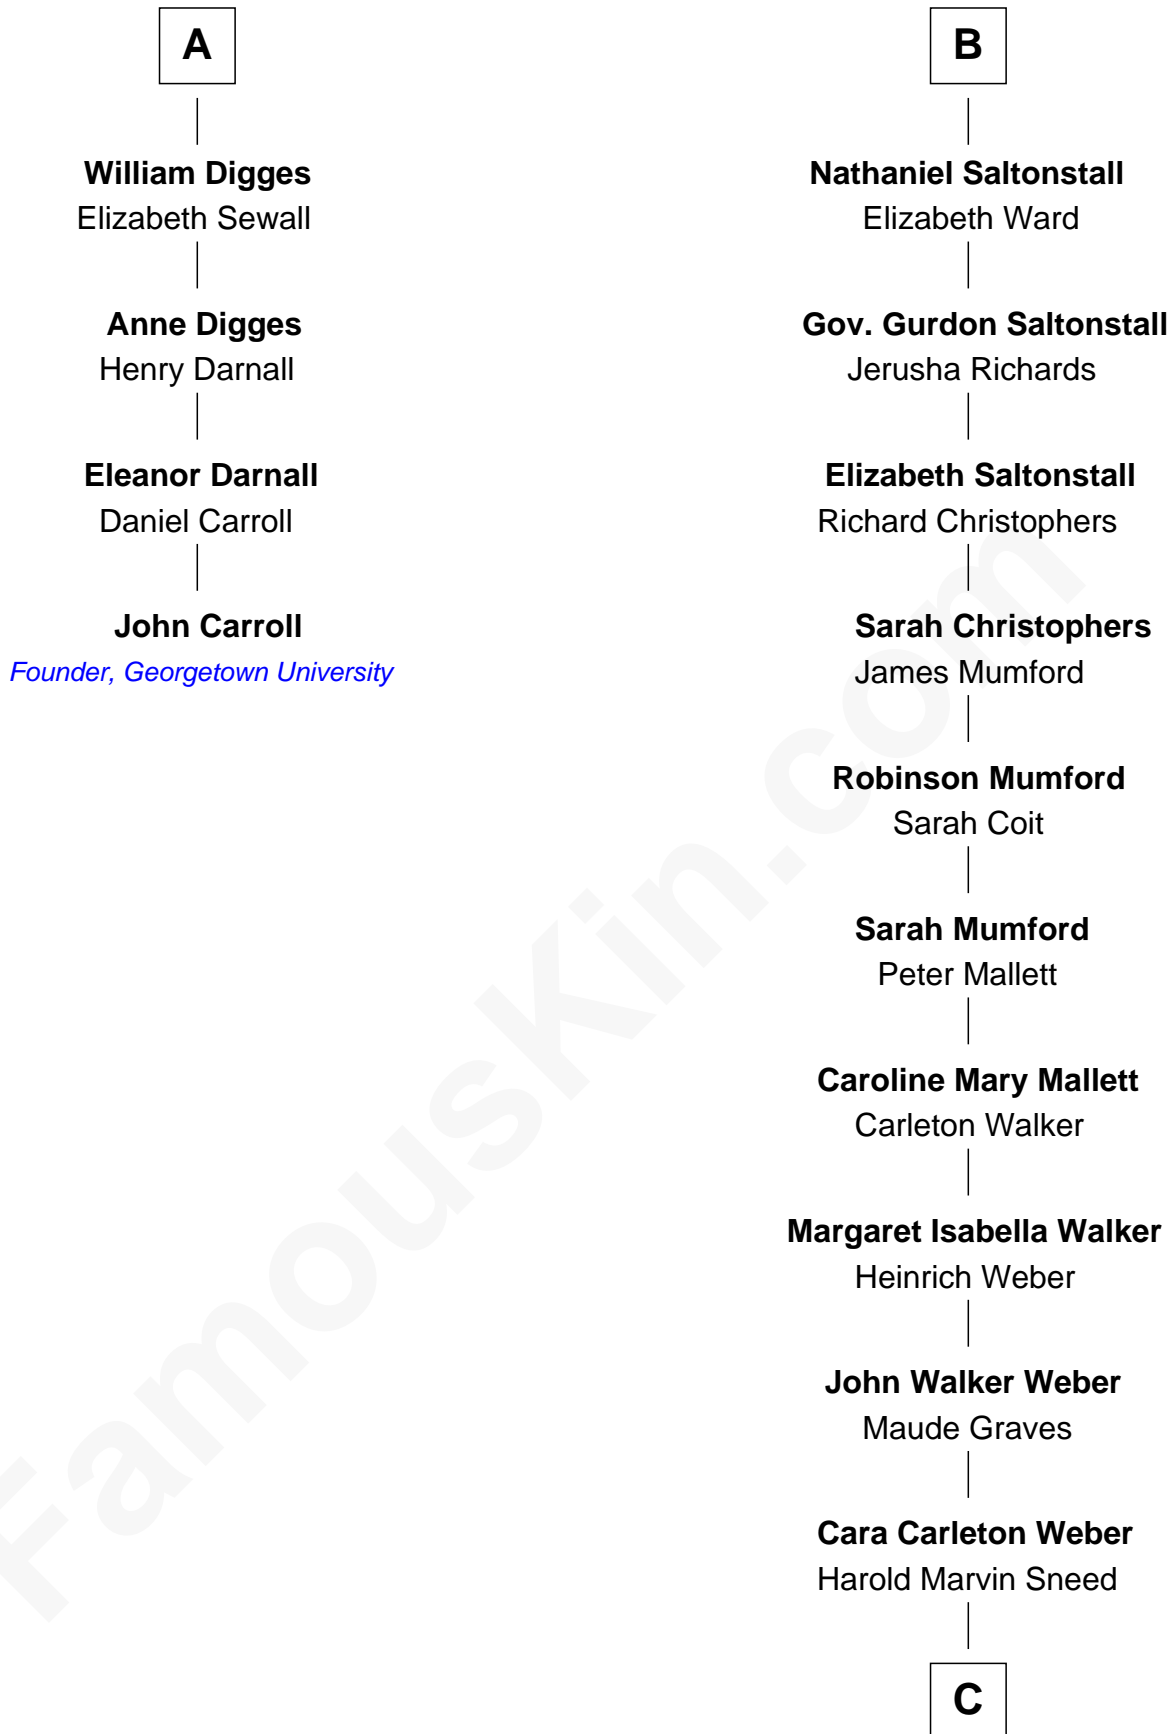 A
William Digges
Elizabeth Sewall
Anne Digges
Henry Darnall
Eleanor Darnall
Daniel Carroll
John Carroll
Founder, Georgetown University
B
Nathaniel Saltonstall
Elizabeth Ward
Gov. Gurdon Saltonstall
Jerusha Richards
Elizabeth Saltonstall
Richard Christophers
Sarah Christophers
James Mumford
Robinson Mumford
Sarah Coit
Sarah Mumford
Peter Mallett
Caroline Mary Mallett
Carleton Walker
Margaret Isabella Walker
Heinrich Weber
John Walker Weber
Maude Graves
Cara Carleton Weber
Harold Marvin Sneed
C
FamousKin.com